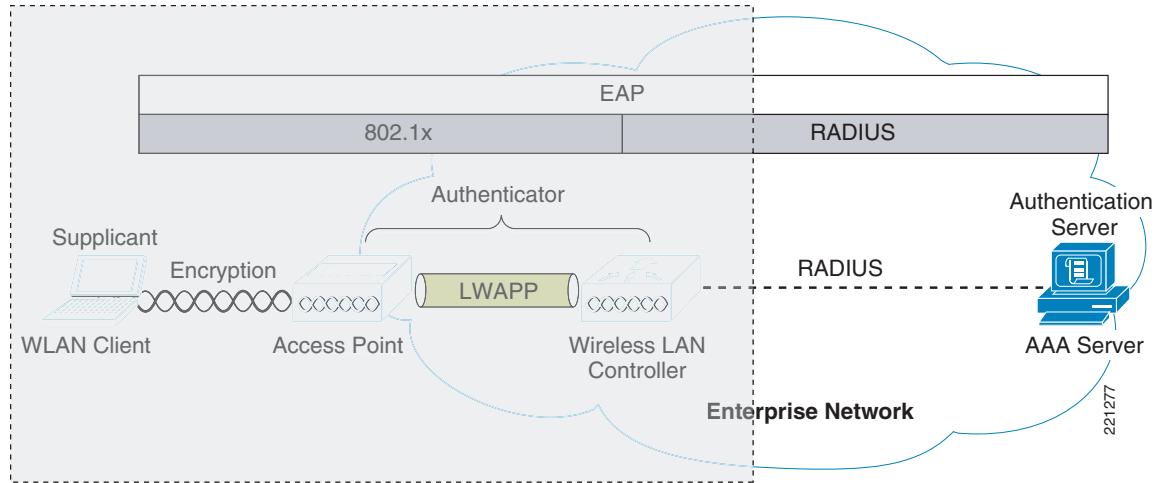 EAP
802.1x
RADIUS
Authenticator
Authentication
Server
Supplicant
Encryption
LWAPP
RADIUS
WLAN Client
Access Point
Wireless LAN
Controller
AAA Server
Enterprise Network
221277